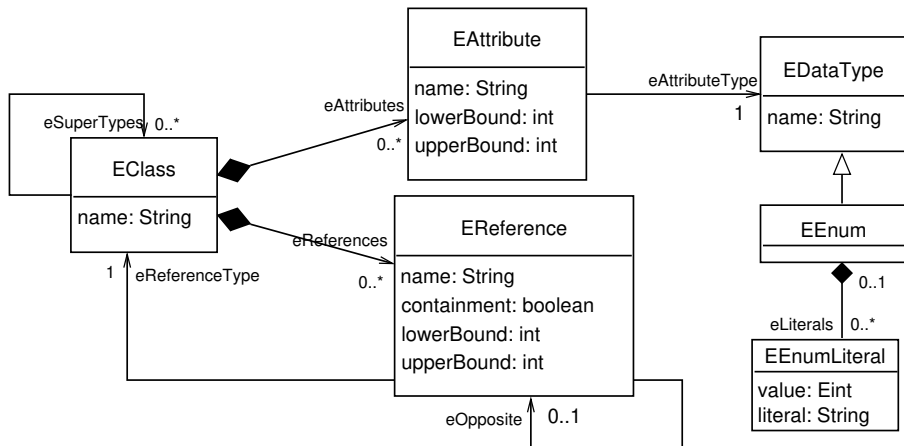 EAttribute
name: String
lowerBound: int
upperBound: int
eAttributeType
1
EDataType
name: String
eSuperTypes
0..*
eAttributes
0..*
EClass
name: String
eReferences
0..*
EReference
name: String
containment: boolean
lowerBound: int
upperBound: int
1
eReferenceType
eOpposite
0..1
EEnum
0..1
eLiterals
0..*
EEnumLiteral
value: Eint
literal: String